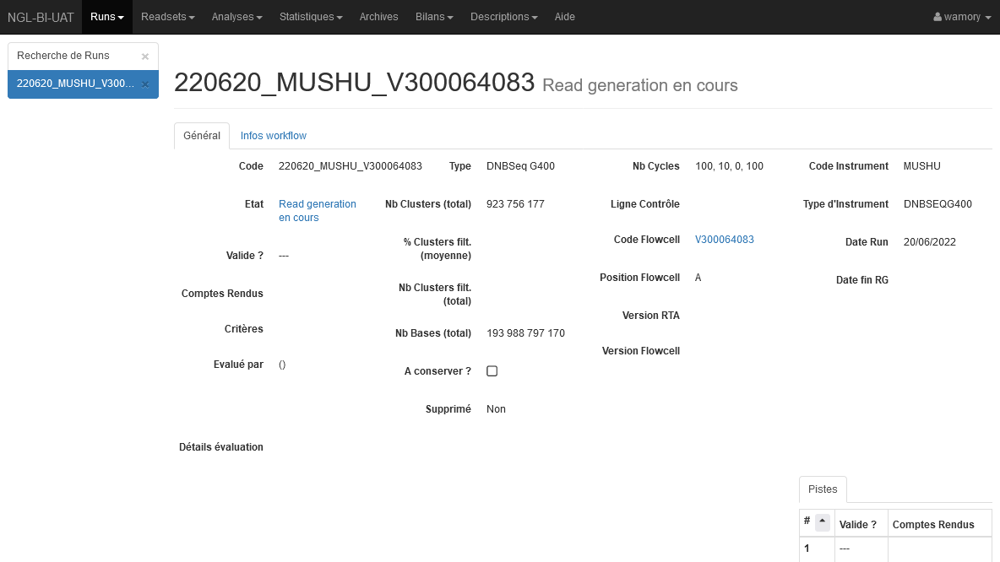 NGL-BI-UAT Runs Readsets Analyses Statistiques Archives Bilans Descriptions Aide wamory
Recherche de Runs ×
220620_MUSHU_V300... ×
220620_MUSHU_V300064083 Read generation en cours
Général Infos workflow
Code 220620_MUSHU_V300064083 Type DNBSeq G400 Nb Cycles 100, 10, 0, 100 Code Instrument MUSHU
Etat Read generation en cours Nb Clusters (total) 923 756 177 Ligne Contrôle Type d'Instrument DNBSEQG400
% Clusters filt. (moyenne) Code Flowcell V300064083 Date Run 20/06/2022
Valide ? ---
Position Flowcell A Date fin RG
Comptes Rendus Nb Clusters filt. (total)
Version RTA
Critères Nb Bases (total) 193 988 797 170
Version Flowcell
Evalué par () A conserver ?
Supprimé Non
Détails évaluation
Pistes
# Valide ? Comptes Rendus
1 ---